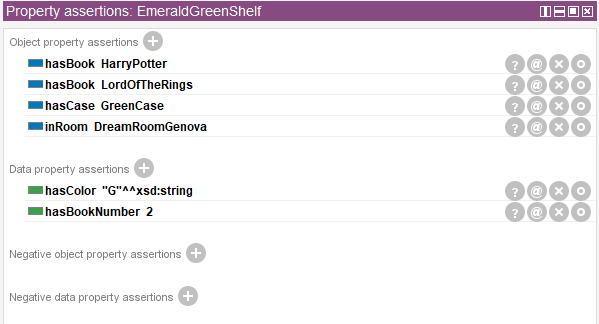 Property assertions: EmeraldGreenShelf
Object property assertions
hasBook HarryPotter
hasBook LordOfTheRings
hasCase GreenCase
inRoom DreamRoomGenova
Data property assertions
hasColor "G"^^xsd:string
hasBookNumber 2
Negative object property assertions
Negative data property assertions